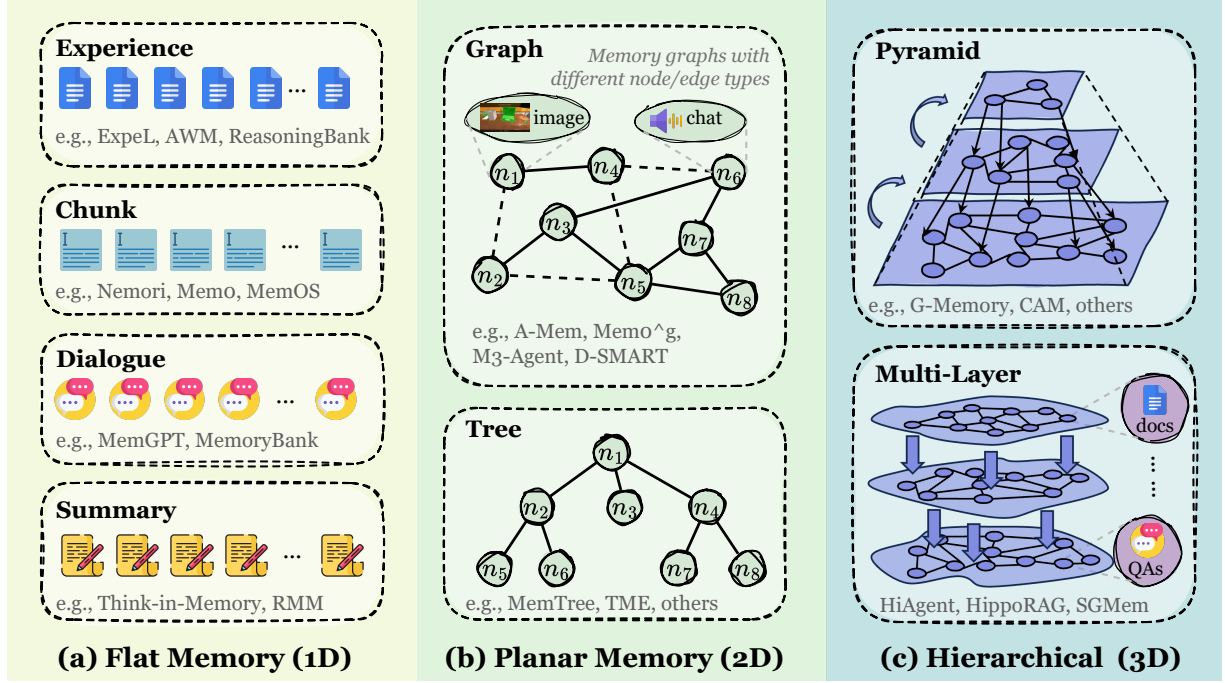 Experience
...
e.g., ExpeL, AWM, ReasoningBank
Chunk
...
e.g., Nemori, Mem0, MemOS
Dialogue
...
e.g., MemGPT, MemoryBank
Summary
...
e.g., Think-in-Memory, RMM
(a) Flat Memory (1D)
Graph
Memory graphs with
different node/edge types
image
chat
n₁
n₄
n₆
n₃
n₇
n₂
n₅
n₈
e.g., A-Mem, Mem0^g,
M3-Agent, D-SMART
Tree
n₁
n₂
n₃
n₄
n₅
n₆
n₇
n₈
e.g., MemTree, TME, others
(b) Planar Memory (2D)
Pyramid
e.g., G-Memory, CAM, others
Multi-Layer
docs
QAs
HiAgent, HippoRAG, SGMem
(c) Hierarchical (3D)